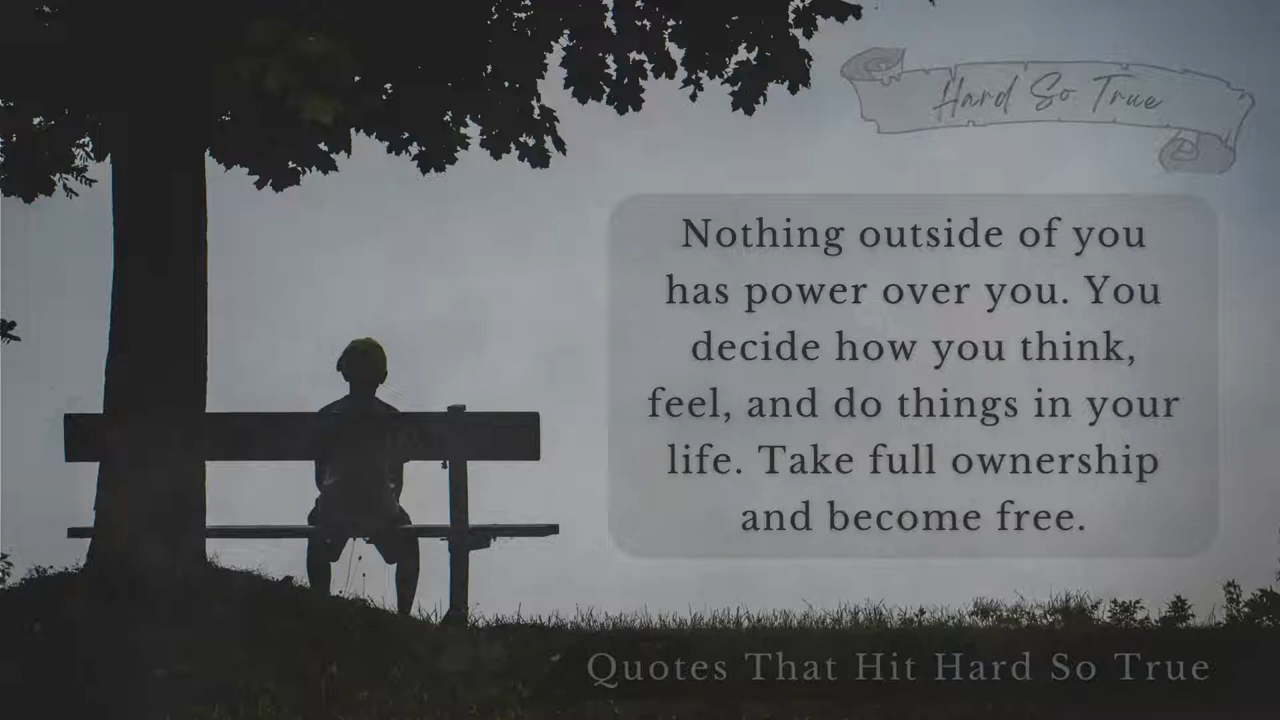 Hard So True
Nothing outside of you
has power over you. You
decide how you think,
feel, and do things in your
life. Take full ownership
and become free.
Quotes That Hit Hard So True